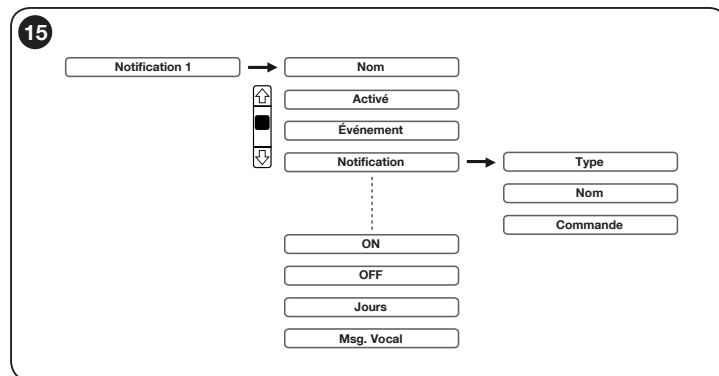 15
Notification 1
Nom
Activé
Événement
Notification
Type
Nom
Commande
ON
OFF
Jours
Msg. Vocal